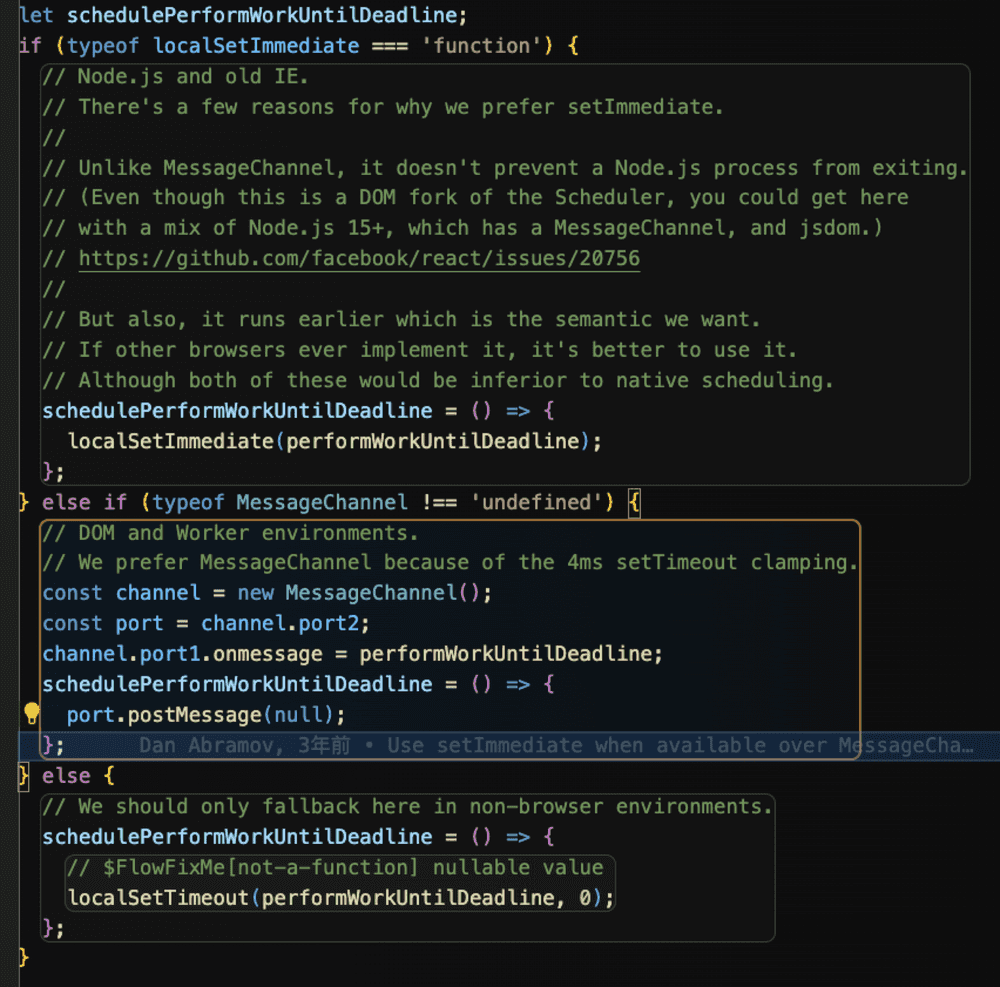 let schedulePerformWorkUntilDeadline;
if (typeof localSetImmediate === 'function') {
// Node.js and old IE.
// There's a few reasons for why we prefer setImmediate.
//
// Unlike MessageChannel, it doesn't prevent a Node.js process from exiting.
// (Even though this is a DOM fork of the Scheduler, you could get here
// with a mix of Node.js 15+, which has a MessageChannel, and jsdom.)
// https://github.com/facebook/react/issues/20756
//
// But also, it runs earlier which is the semantic we want.
// If other browsers ever implement it, it's better to use it.
// Although both of these would be inferior to native scheduling.
schedulePerformWorkUntilDeadline = () => {
localSetImmediate(performWorkUntilDeadline);
};
} else if (typeof MessageChannel !== 'undefined') {
// DOM and Worker environments.
// We prefer MessageChannel because of the 4ms setTimeout clamping.
const channel = new MessageChannel();
const port = channel.port2;
channel.port1.onmessage = performWorkUntilDeadline;
schedulePerformWorkUntilDeadline = () => {
port.postMessage(null);
}; Dan Abramov, 3年前 • Use setImmediate when available over MessageCha…
} else {
// We should only fallback here in non-browser environments.
schedulePerformWorkUntilDeadline = () => {
// $FlowFixMe[not-a-function] nullable value
localSetTimeout(performWorkUntilDeadline, 0);
};
}